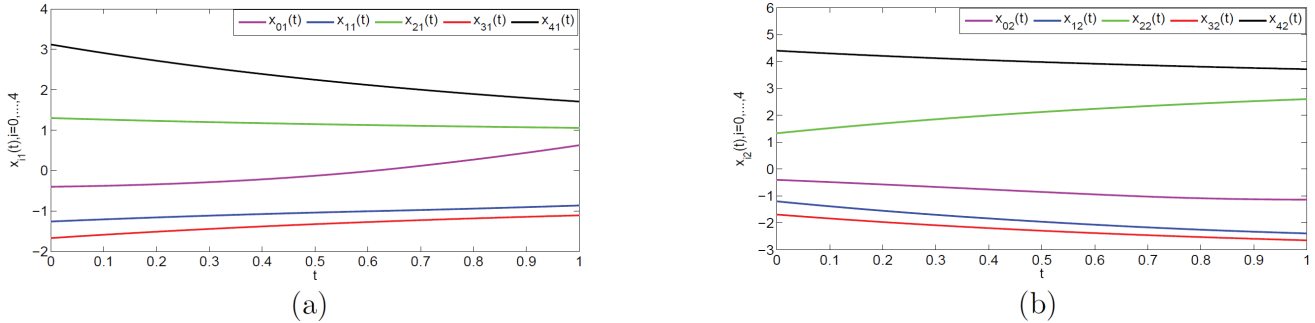 x01(t) x11(t) x21(t) x31(t) x41(t)
4
3
2
1
0
−1
−2
xi1(t),i=0,...,4
0 0.1 0.2 0.3 0.4 0.5 0.6 0.7 0.8 0.9 1
t
(a)
x02(t) x12(t) x22(t) x32(t) x42(t)
6
5
4
3
2
1
0
−1
−2
−3
xi2(t),i=0,...,4
0 0.1 0.2 0.3 0.4 0.5 0.6 0.7 0.8 0.9 1
t
(b)